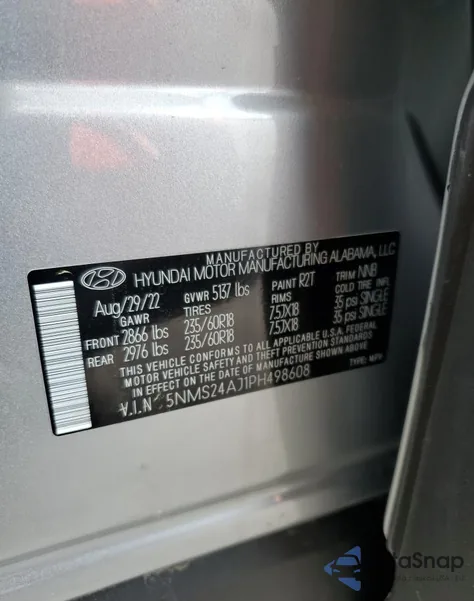 MANUFACTURED BY
HYUNDAI MOTOR MANUFACTURING ALABAMA, LLC
Aug/29/22 GVWR 5137 lbs PAINT R2T TRIM NNB
GAWR TIRES RIMS COLD TIRE INFL.
FRONT 2866 lbs 235/60R18 7.5JX18 35 psi SINGLE
REAR 2976 lbs 235/60R18 7.5JX18 35 psi SINGLE
THIS VEHICLE CONFORMS TO ALL APPLICABLE U.S.A. FEDERAL
MOTOR VEHICLE SAFETY AND THEFT PREVENTION STANDARDS
IN EFFECT ON THE DATE OF MANUFACTURE SHOWN ABOVE.
V.I.N 5NMS24AJ1PH498608 TYPE: MPV